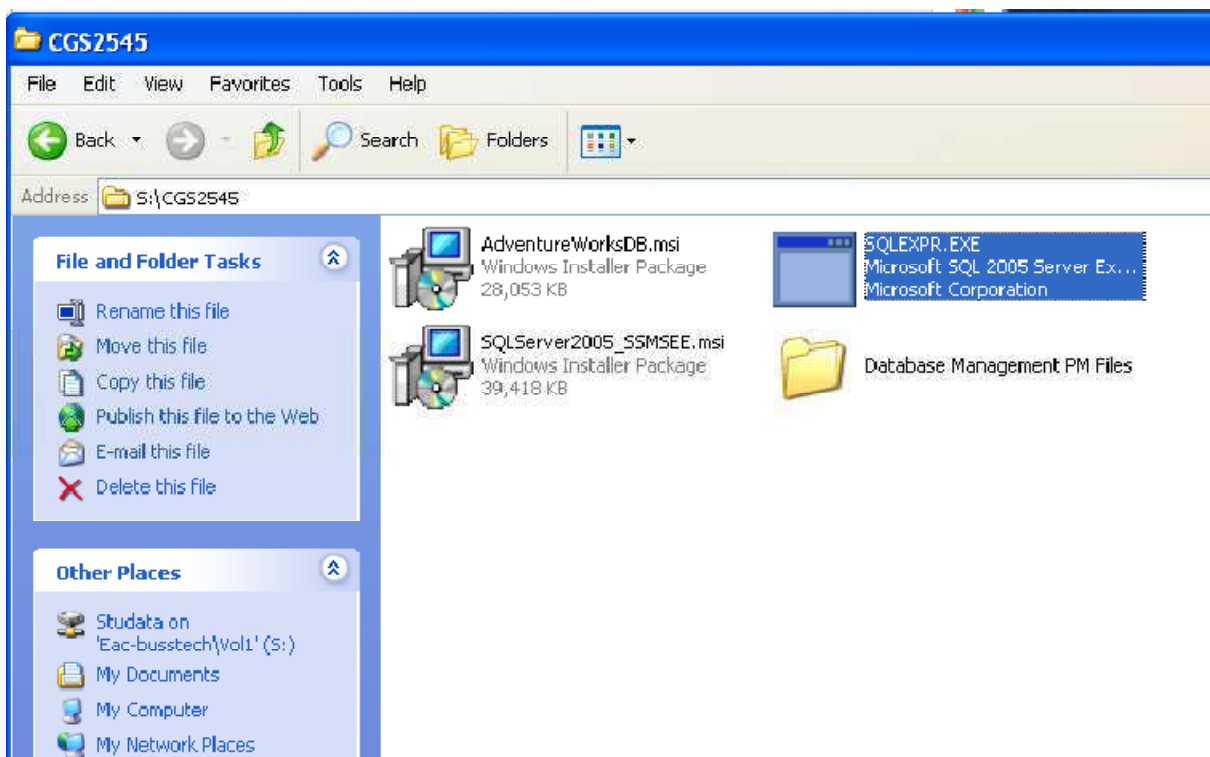 CGS2545
File Edit View Favorites Tools Help
Back Search Folders
Address S:\CGS2545
File and Folder Tasks
Rename this file
Move this file
Copy this file
Publish this file to the Web
E-mail this file
Delete this file
Other Places
Studata on
'Eac-busstech\Vol1' (S:)
My Documents
My Computer
My Network Places
AdventureWorksDB.msi
Windows Installer Package
28,053 KB
SQLEXPR.EXE
Microsoft SQL 2005 Server Ex...
Microsoft Corporation
SQLServer2005_SSMSEE.msi
Windows Installer Package
39,418 KB
Database Management PM Files